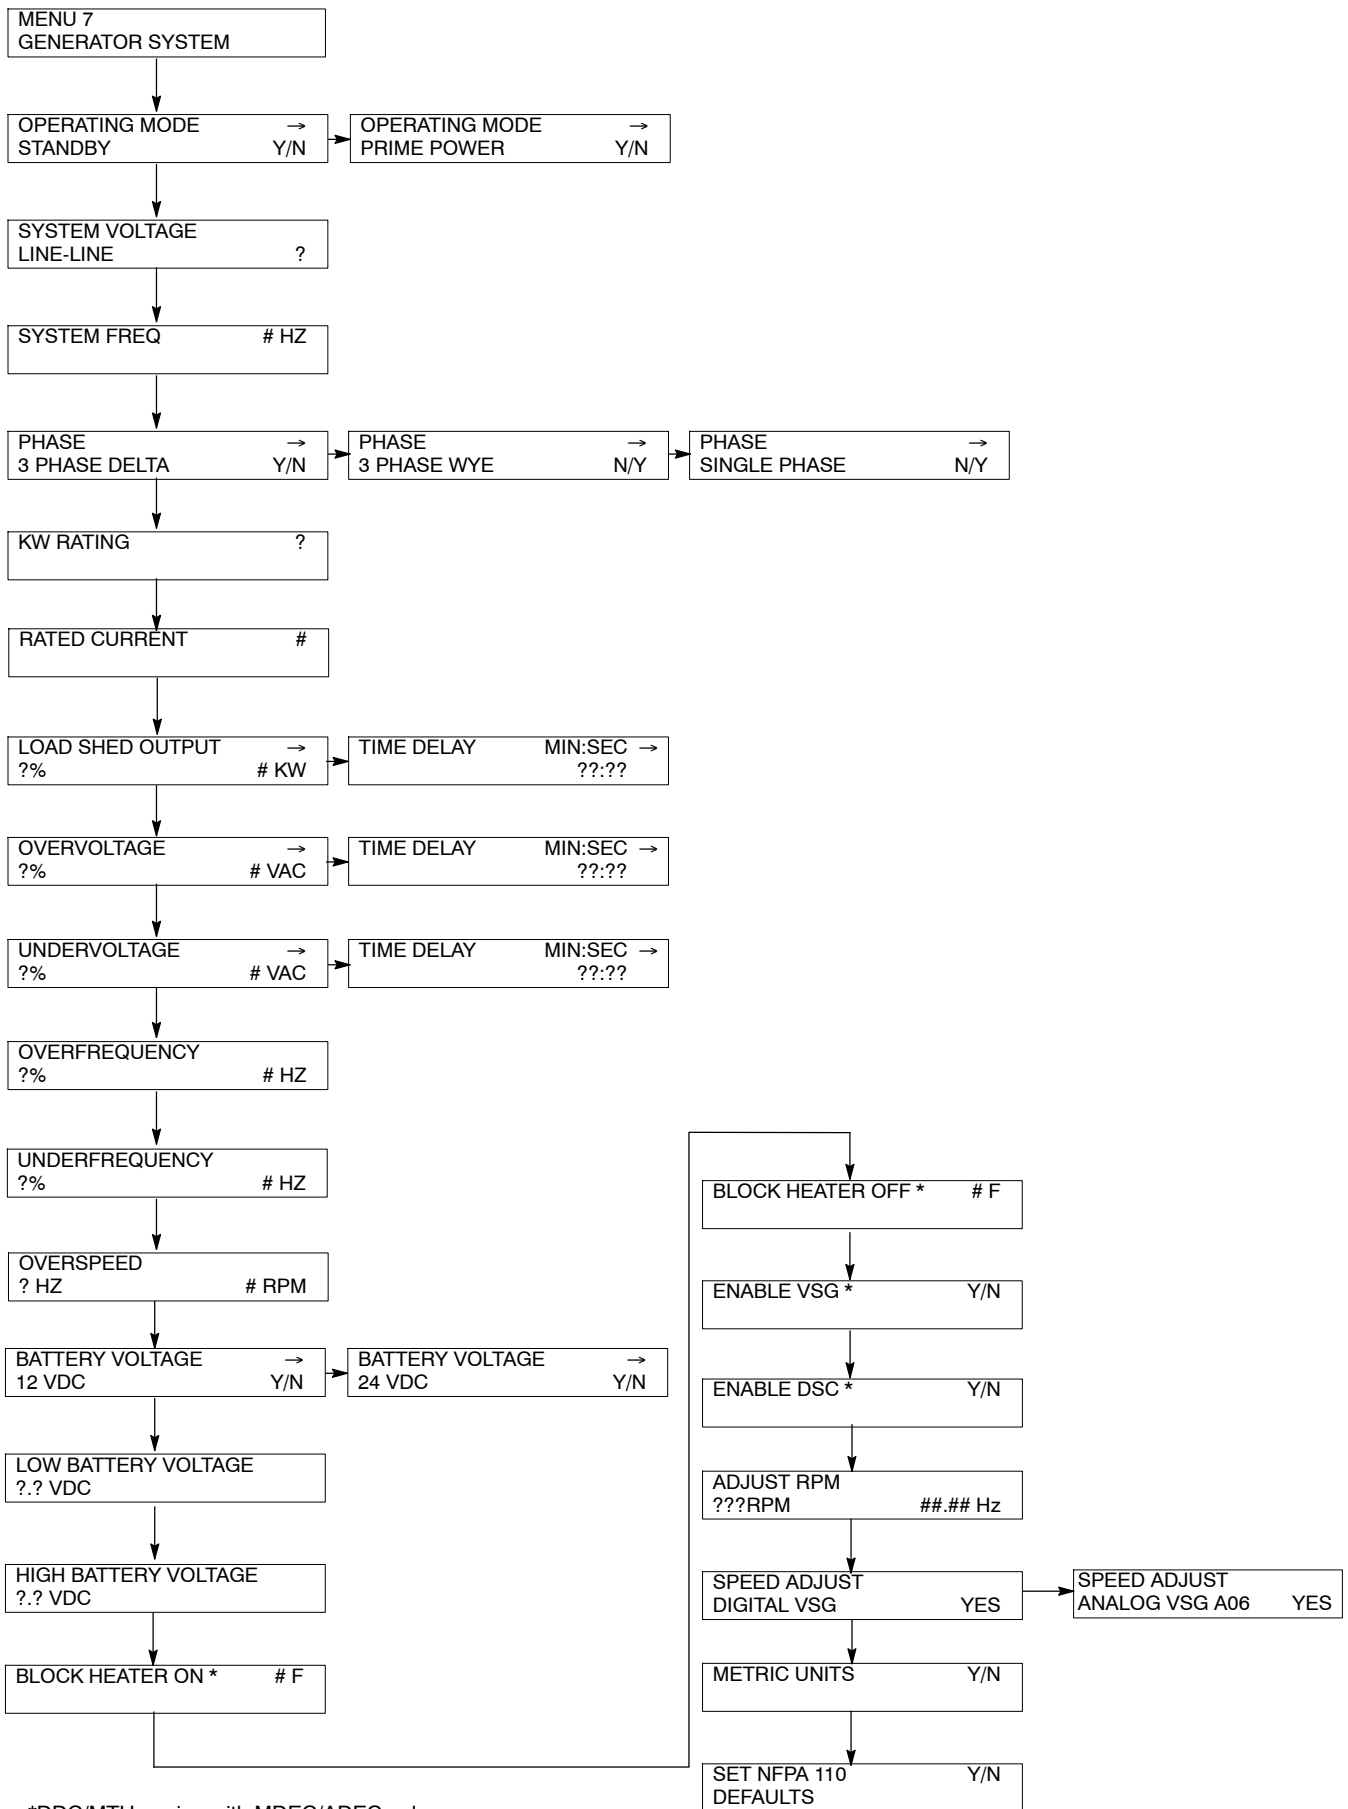 MENU 7
GENERATOR SYSTEM
OPERATING MODE →
STANDBY Y/N
OPERATING MODE →
PRIME POWER Y/N
SYSTEM VOLTAGE
LINE-LINE ?
SYSTEM FREQ # HZ
PHASE →
3 PHASE DELTA Y/N
PHASE →
3 PHASE WYE N/Y
PHASE →
SINGLE PHASE N/Y
KW RATING ?
RATED CURRENT #
LOAD SHED OUTPUT →
?% # KW
TIME DELAY MIN:SEC →
??:??
OVERVOLTAGE →
?% # VAC
TIME DELAY MIN:SEC →
??:??
UNDERVOLTAGE →
?% # VAC
TIME DELAY MIN:SEC →
??:??
OVERFREQUENCY
?% # HZ
UNDERFREQUENCY
?% # HZ
OVERSPEED
? HZ # RPM
BATTERY VOLTAGE →
12 VDC Y/N
BATTERY VOLTAGE →
24 VDC Y/N
LOW BATTERY VOLTAGE
?.? VDC
HIGH BATTERY VOLTAGE
?.? VDC
BLOCK HEATER ON * # F
BLOCK HEATER OFF * # F
ENABLE VSG * Y/N
ENABLE DSC * Y/N
ADJUST RPM
???RPM ##.## Hz
SPEED ADJUST
DIGITAL VSG YES
SPEED ADJUST
ANALOG VSG A06 YES
METRIC UNITS Y/N
SET NFPA 110 Y/N
DEFAULTS